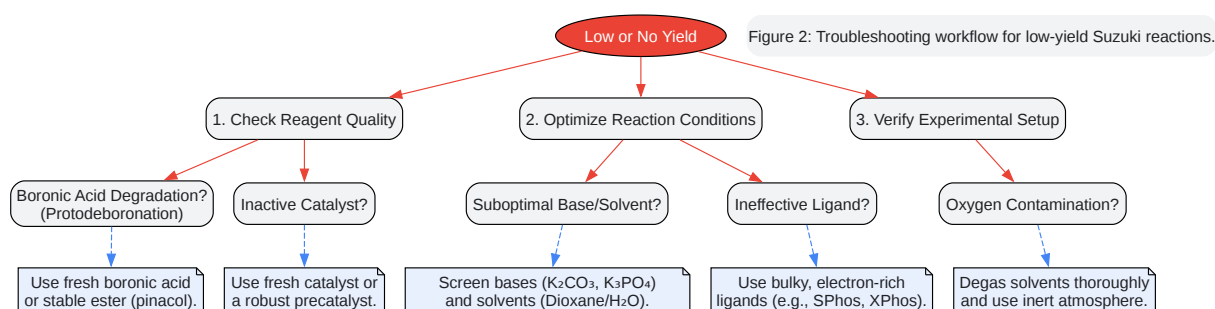 Low or No Yield
Figure 2: Troubleshooting workflow for low-yield Suzuki reactions.
1. Check Reagent Quality
2. Optimize Reaction Conditions
3. Verify Experimental Setup
Boronic Acid Degradation?
(Protodeboronation)
Inactive Catalyst?
Suboptimal Base/Solvent?
Ineffective Ligand?
Oxygen Contamination?
Use fresh boronic acid
or stable ester (pinacol).
Use fresh catalyst or
a robust precatalyst.
Screen bases (K₂CO₃, K₃PO₄)
and solvents (Dioxane/H₂O).
Use bulky, electron-rich
ligands (e.g., SPhos, XPhos).
Degas solvents thoroughly
and use inert atmosphere.